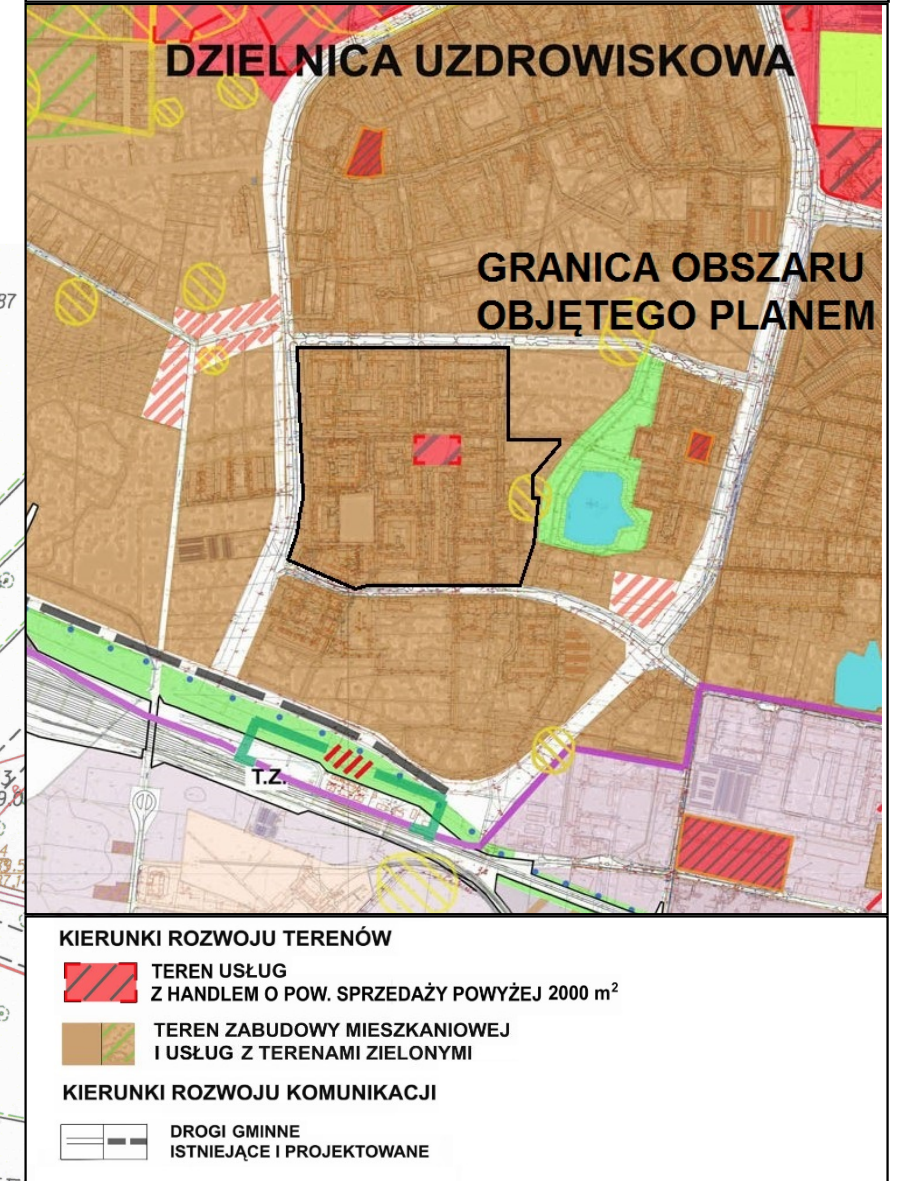 DZIELNICA UZDROWISKOWA
GRANICA OBSZARU
OBJĘTEGO PLANEM
87
T.Z.
KIERUNKI ROZWOJU TERENÓW
TEREN USŁUG
Z HANDLEM O POW. SPRZEDAŻY POWYŻEJ 2000 m²
TEREN ZABUDOWY MIESZKANIOWEJ
I USŁUG Z TERENAMI ZIELONYMI
KIERUNKI ROZWOJU KOMUNIKACJI
DROGI GMINNE
ISTNIEJĄCE I PROJEKTOWANE